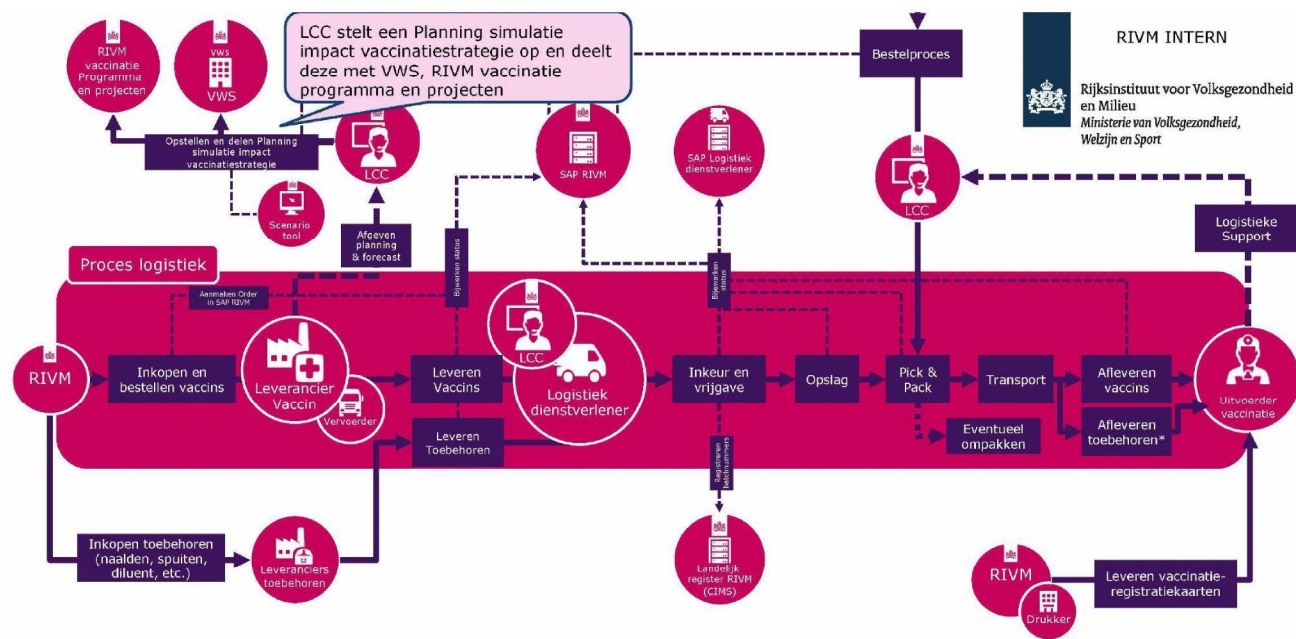 LCC stelt een Planning simulatie
impact vaccinatiestrategie op en deelt
deze met VWS, RIVM vaccinatie
programma en projecten
RIVM
vaccinatie
Programma
en projecten
vws
VWS
Opstellen en delen Planning
simulatie impact
vaccinatiestrategie
LCC
Scenario
tool
Afgeven
planning
& forecast
SAP RIVM
SAP Logistiek
dienstverlener
Bestelproces
LCC
RIVM INTERN
Rijksinstituut voor Volksgezondheid
en Milieu
Ministerie van Volksgezondheid,
Welzijn en Sport
Logistieke
Support
Proces logistiek
Aanmaken Order
in SAP RIVM
Bijwerken status
Bijewerken
status
RIVM
Inkopen en
bestellen vaccins
Leverancier
Vaccin
Vervoerder
Leveren
Vaccins
Leveren
Toebehoren
LCC
Logistiek
dienstverlener
Inkeur en
vrijgave
Opslag
Pick &
Pack
Eventueel
ompakken
Transport
Afleveren
vaccins
Afleveren
toebehoren*
Uitvoerder
vaccinatie
Registreren
batchnummers
Inkopen toebehoren
(naalden, spuiten,
diluent, etc.)
Leveranciers
toebehoren
Landelijk
register RIVM
(CIMS)
RIVM
Drukker
Leveren vaccinatie-
registratiekaarten